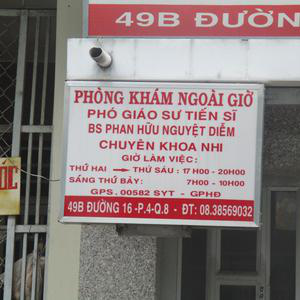 49B ĐƯỜN
PHÒNG KHÁM NGOÀI GIỜ
PHÓ GIÁO SƯ TIẾN SĨ
BS PHAN HỮU NGUYỆT DIỄM
CHUYÊN KHOA NHI
GIỜ LÀM VIỆC:
THỨ HAI → THỨ SÁU : 17 H00 - 20H00
SÁNG THỨ BẢY: 7H00 - 10H00
GPS. 00582 SYT - GPHĐ
49B ĐƯỜNG 16 -P.4-Q.8 - ĐT: 08.38569032